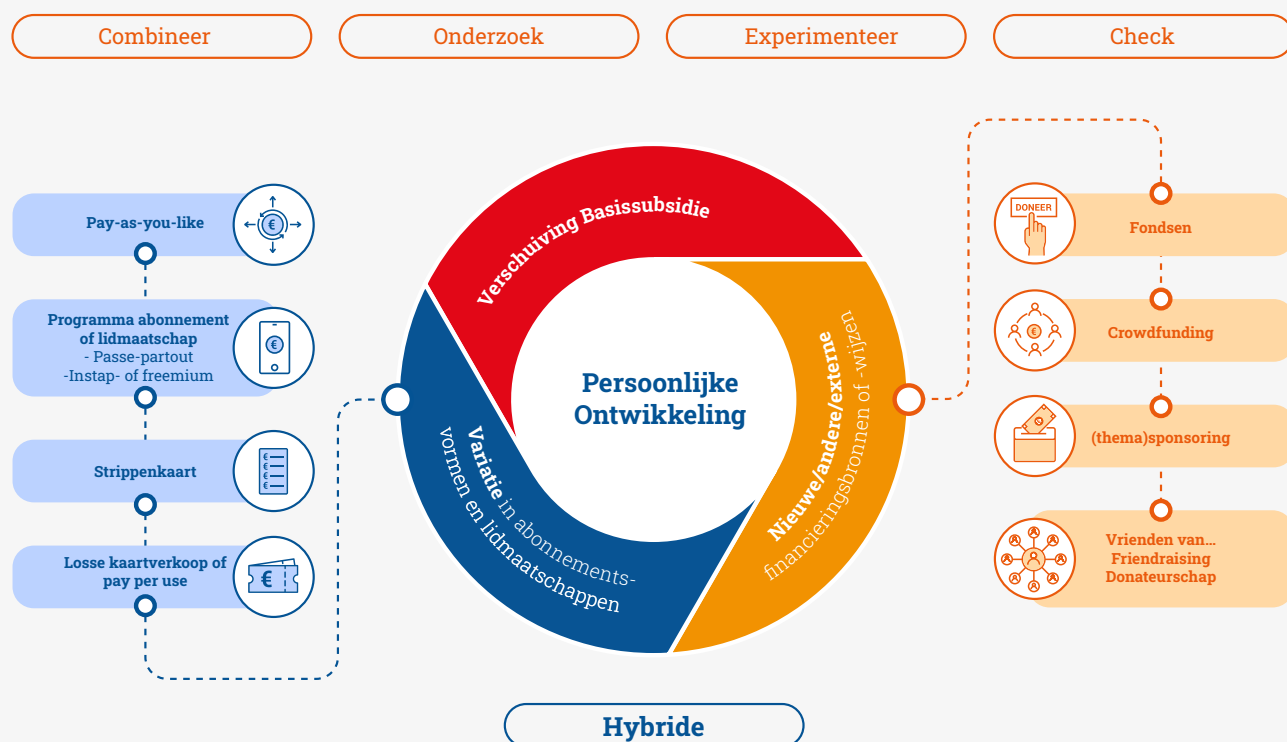 Combineer
Onderzoek
Experimenteer
Check
Pay-as-you-like
Programma abonnement
of lidmaatschap
- Passe-partout
-Instap- of freemium
Strippenkaart
Losse kaartverkoop of
pay per use
€
€
€
€
€
€
€
Verschuiving Basissubsidie
Persoonlijke
Ontwikkeling
Variatie in abonnements-
vormen en lidmaatschappen
Nieuwe/andere/externe
financieringsbronnen of -wijzen
DONEER
Fondsen
€
Crowdfunding
(thema)sponsoring
Vrienden van...
Friendraising
Donateurschap
Hybride